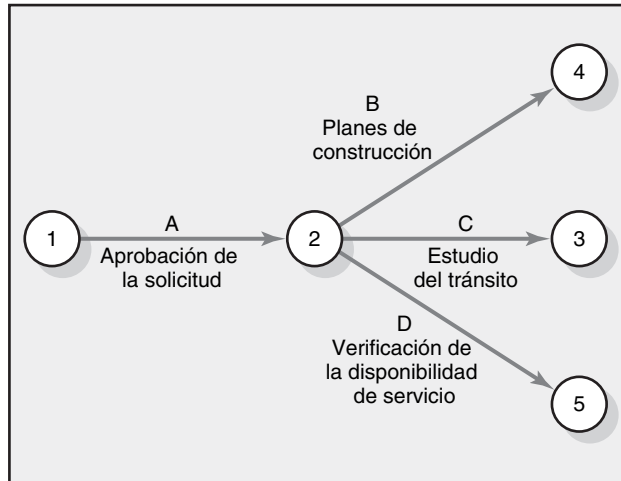 4
B
Planes de
construcción
1
A
Aprobación de
la solicitud
2
C
Estudio
del tránsito
3
D
Verificación de
la disponibilidad
de servicio
5